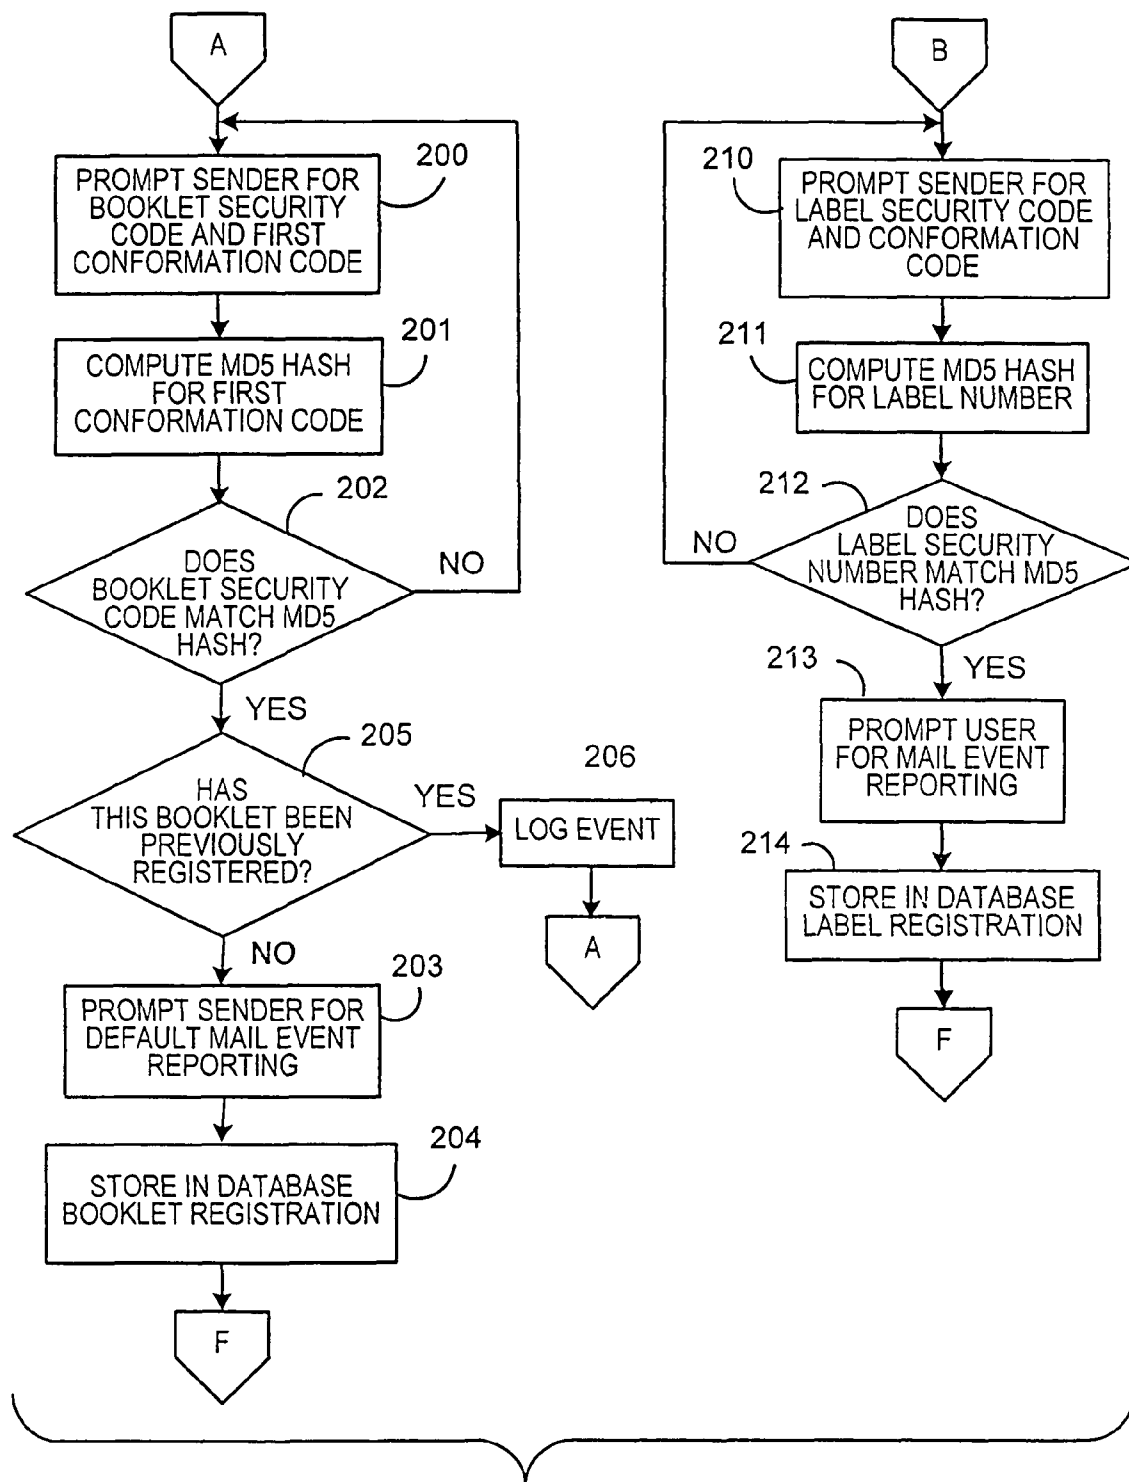 A
200
PROMPT SENDER FOR
BOOKLET SECURITY
CODE AND FIRST
CONFORMATION CODE
201
COMPUTE MD5 HASH
FOR FIRST
CONFORMATION CODE
202
DOES
BOOKLET SECURITY
CODE MATCH MD5
HASH?
NO
YES
205
HAS
THIS BOOKLET BEEN
PREVIOUSLY
REGISTERED?
YES
206
LOG EVENT
A
NO
203
PROMPT SENDER FOR
DEFAULT MAIL EVENT
REPORTING
204
STORE IN DATABASE
BOOKLET REGISTRATION
F
B
210
PROMPT SENDER FOR
LABEL SECURITY CODE
AND CONFORMATION
CODE
211
COMPUTE MD5 HASH
FOR LABEL NUMBER
212
DOES
LABEL SECURITY
NUMBER MATCH MD5
HASH?
NO
YES
213
PROMPT USER
FOR MAIL EVENT
REPORTING
214
STORE IN DATABASE
LABEL REGISTRATION
F